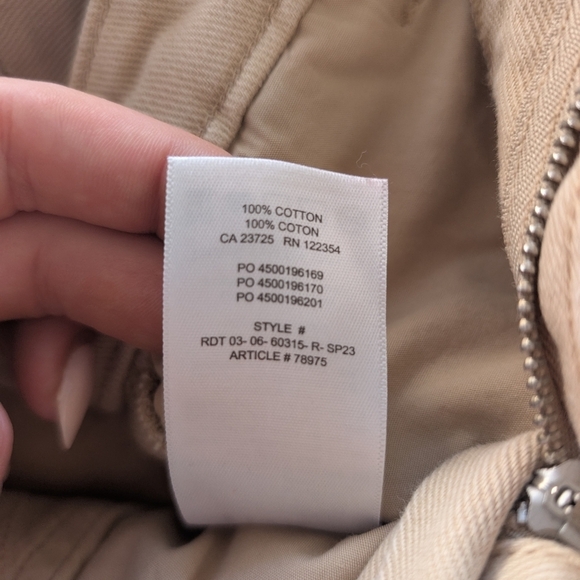 100% COTTON
100% COTON
CA 23725 RN 122354
PO 4500196169
PO 4500196170
PO 4500196201
STYLE #
RDT 03- 06- 60315- R- SP23
ARTICLE # 78975